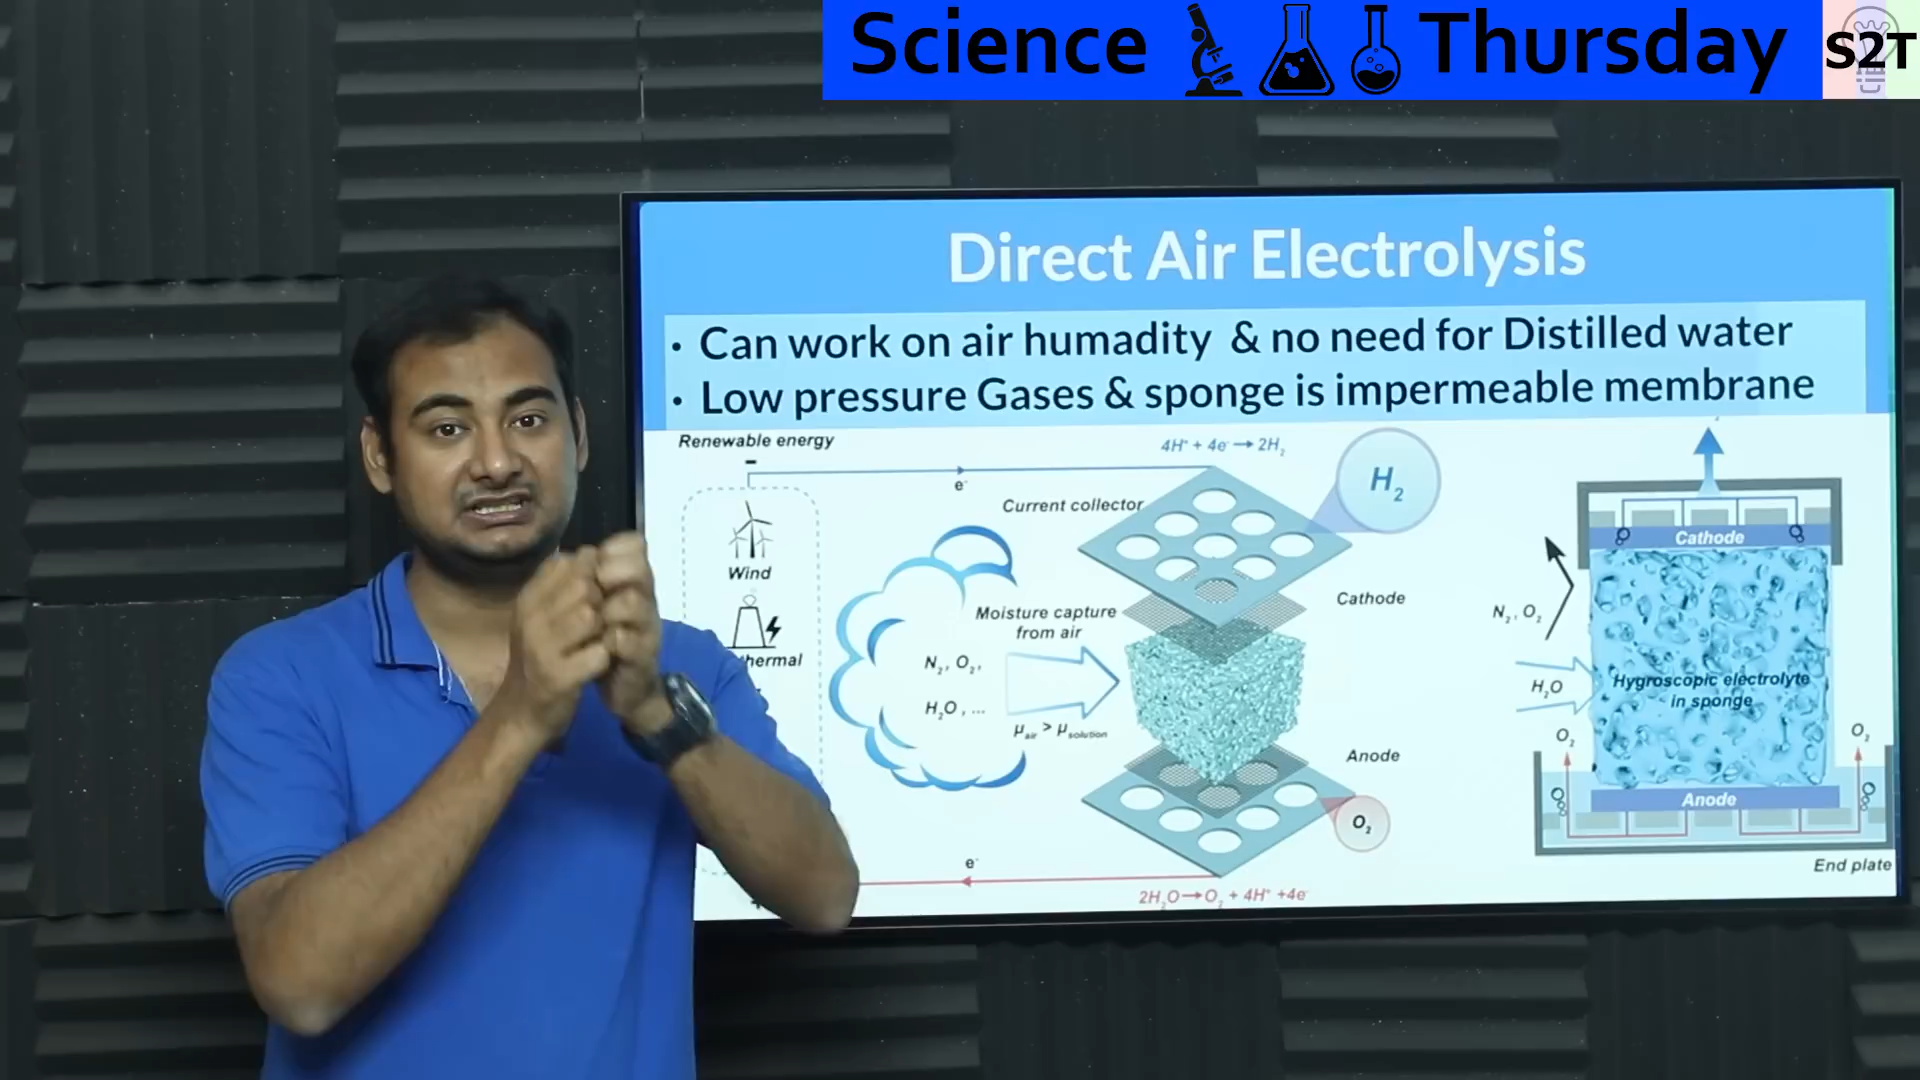 Science Thursday
S2T
Direct Air Electrolysis
• Can work on air humadity & no need for Distilled water
• Low pressure Gases & sponge is impermeable membrane
Renewable energy
−
e⁻
4H⁺ + 4e⁻ → 2H₂
H₂
Current collector
Wind
hermal
Moisture capture
from air
N₂, O₂,
H₂O , ...
μair > μsolution
Cathode
Anode
O₂
e⁻
2H₂O → O₂ + 4H⁺ +4e⁻
Cathode
N₂, O₂
H₂O
Hygroscopic electrolyte
in sponge
O₂
O₂
Anode
End plate